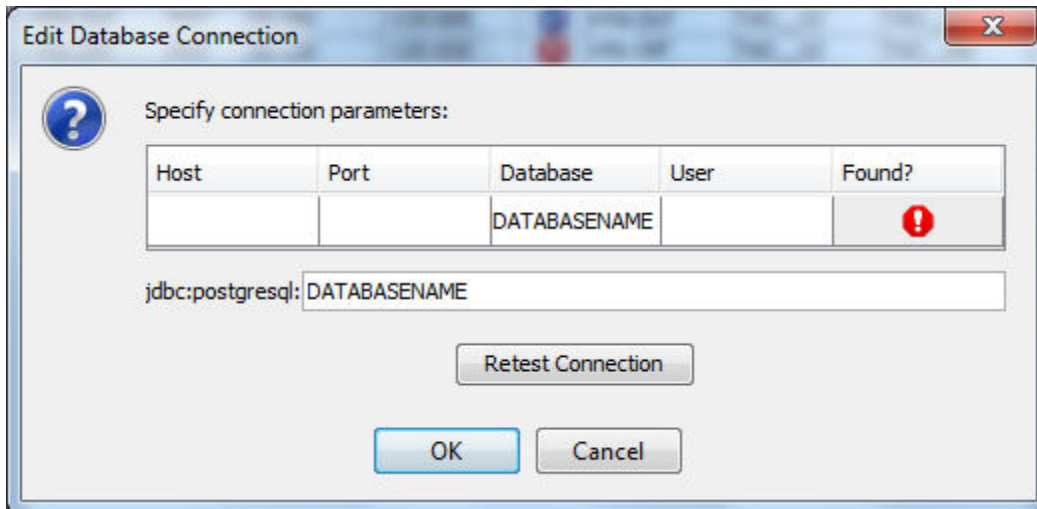 Edit Database Connection
Specify connection parameters:
Host Port Database User Found?
DATABASENAME
jdbc:postgresql: DATABASENAME
Retest Connection
OK Cancel